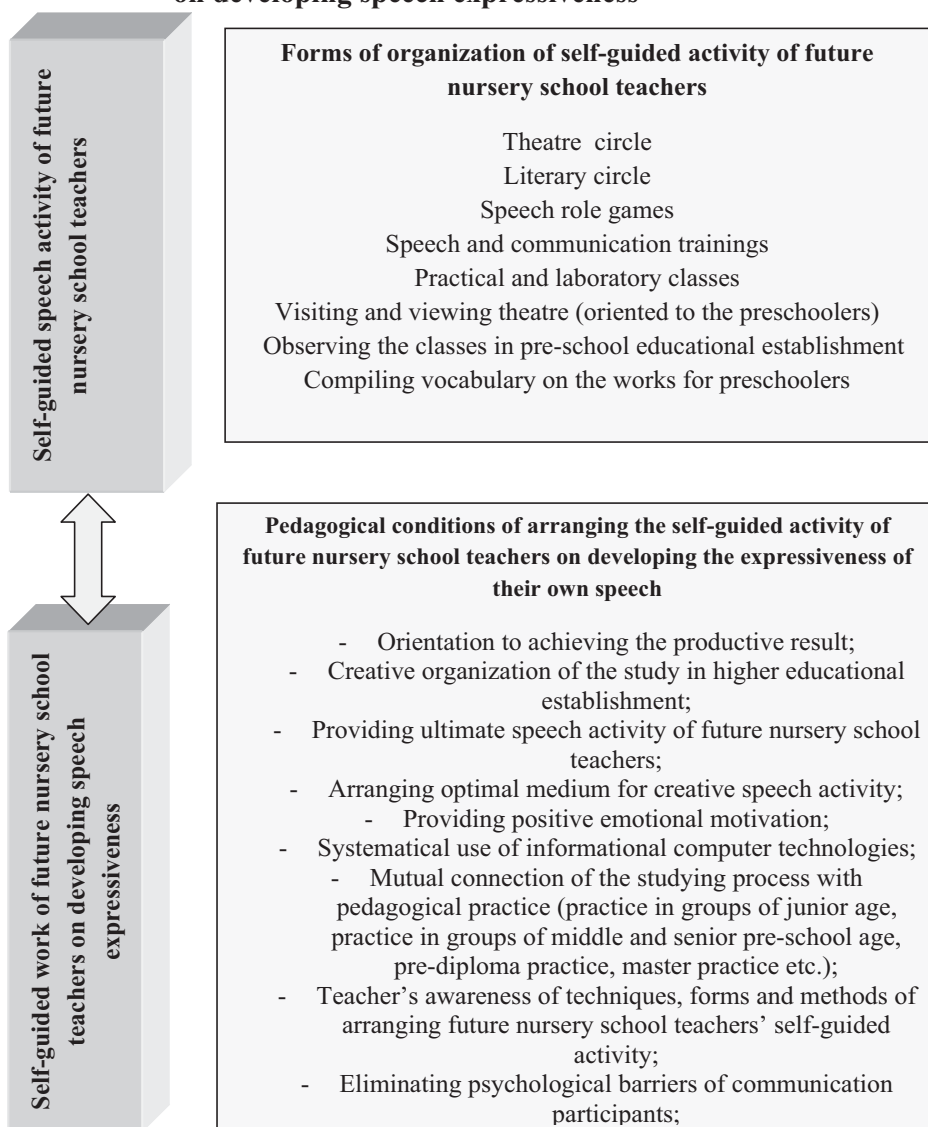 on developing speech expressiveness
Self-guided speech activity of future
nursery school teachers
Forms of organization of self-guided activity of future
nursery school teachers
Theatre circle
Literary circle
Speech role games
Speech and communication trainings
Practical and laboratory classes
Visiting and viewing theatre (oriented to the preschoolers)
Observing the classes in pre-school educational establishment
Compiling vocabulary on the works for preschoolers
Self-guided work of future nursery school
teachers on developing speech
expressiveness
Pedagogical conditions of arranging the self-guided activity of
future nursery school teachers on developing the expressiveness of
their own speech
- Orientation to achieving the productive result;
- Creative organization of the study in higher educational
establishment;
- Providing ultimate speech activity of future nursery school
teachers;
- Arranging optimal medium for creative speech activity;
- Providing positive emotional motivation;
- Systematical use of informational computer technologies;
- Mutual connection of the studying process with
pedagogical practice (practice in groups of junior age,
practice in groups of middle and senior pre-school age,
pre-diploma practice, master practice etc.);
- Teacher’s awareness of techniques, forms and methods of
arranging future nursery school teachers’ self-guided
activity;
- Eliminating psychological barriers of communication
participants;